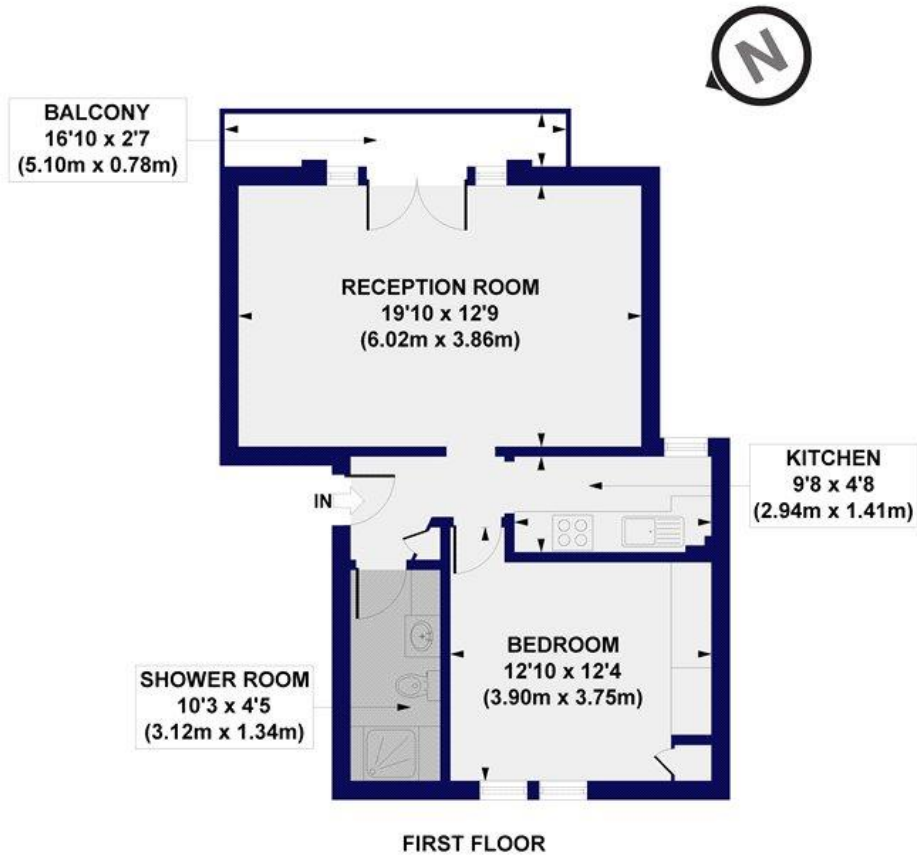 N
BALCONY
16'10 x 2'7
(5.10m x 0.78m)
RECEPTION ROOM
19'10 x 12'9
(6.02m x 3.86m)
KITCHEN
9'8 x 4'8
(2.94m x 1.41m)
IN
BEDROOM
12'10 x 12'4
(3.90m x 3.75m)
SHOWER ROOM
10'3 x 4'5
(3.12m x 1.34m)
FIRST FLOOR